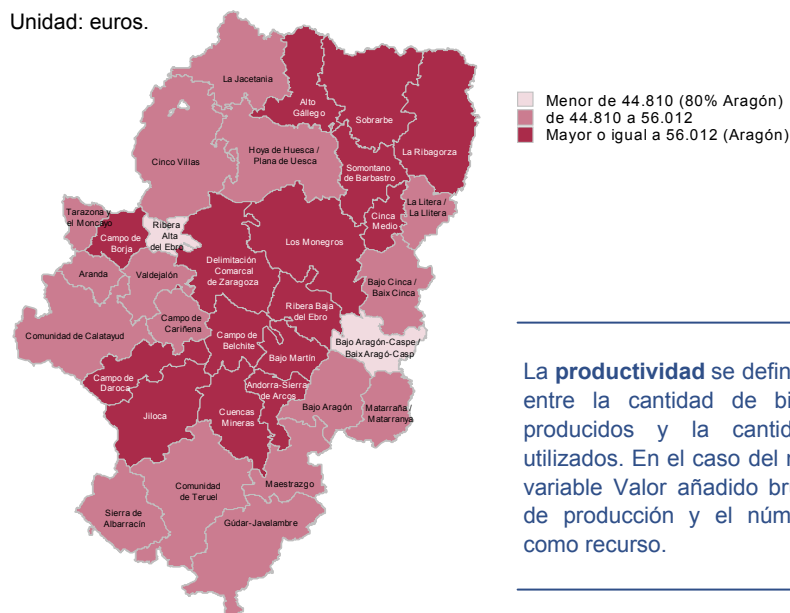 Unidad: euros.
Menor de 44.810 (80% Aragón)
de 44.810 a 56.012
Mayor o igual a 56.012 (Aragón)
La Jacetania
Alto
Gállego
Sobrarbe
La Ribagorza
Cinco Villas
Hoya de Huesca /
Plana de Uesca
Somontano
de Barbastro
La Litera /
La Llitera
Cinca
Medio
Tarazona y
el Moncayo
Campo de
Borja
Ribera
Alta
del Ebro
Los Monegros
Delimitación
Comarcal
de Zaragoza
Aranda
Valdejalón
Bajo Cinca /
Baix Cinca
Campo de
Cariñena
Ribera Baja
del Ebro
Comunidad de Calatayud
Campo de
Belchite
Bajo Aragón-Caspe /
Baix Aragó-Casp
Bajo Martín
Campo de
Daroca
Andorra-Sierra
de Arcos
Jiloca
Cuencas
Mineras
Bajo Aragón
Matarraña /
Matarranya
Maestrazgo
Comunidad
de Teruel
Sierra de
Albarracín
Gúdar-Javalambre
La productividad se defin
entre la cantidad de bi
producidos y la cantid
utilizados. En el caso del
variable Valor añadido br
de producción y el núm
como recurso.